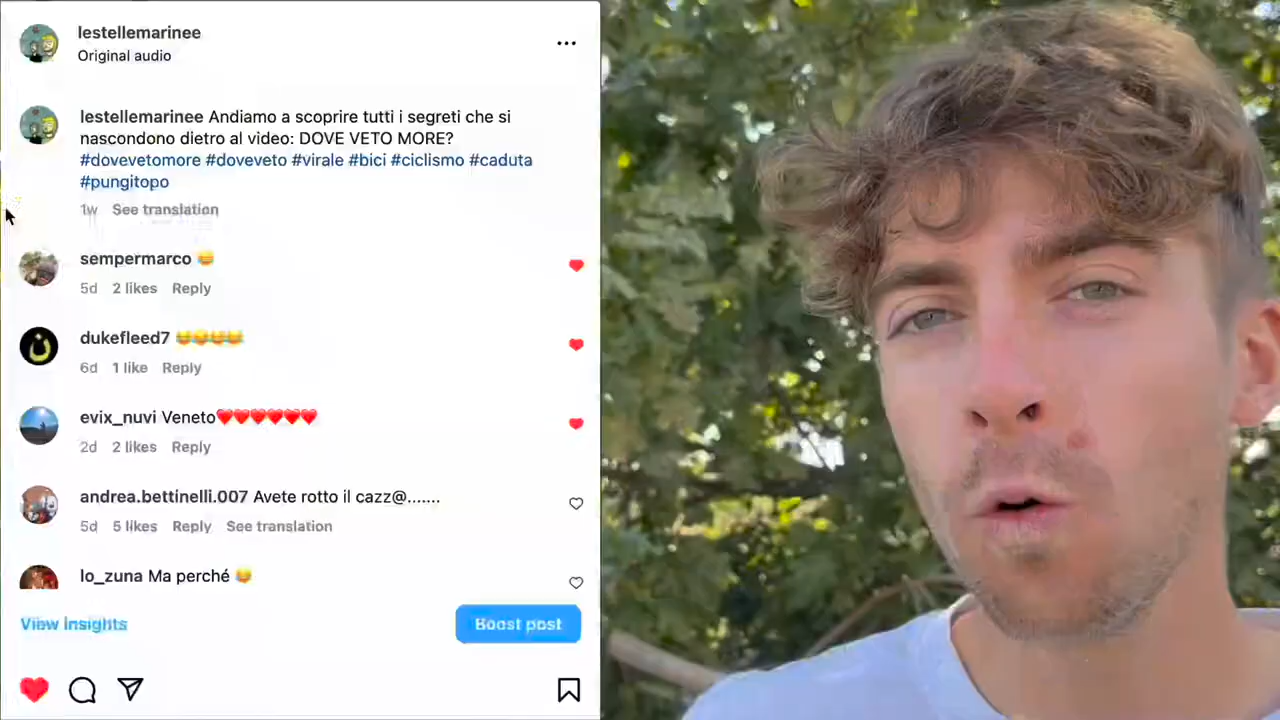 lestellemarinee
Original audio
lestellemarinee Andiamo a scoprire tutti i segreti che si
nascondono dietro al video: DOVE VETO MORE?
#dovevetomore #doveveto #virale #bici #ciclismo #caduta
#pungitopo
1w See translation
sempermarco 😂
5d 2 likes Reply
dukefleed7 😂😂😂😂
6d 1 like Reply
evix_nuvi Veneto❤️❤️❤️❤️❤️❤️
2d 2 likes Reply
andrea.bettinelli.007 Avete rotto il cazz@.......
5d 5 likes Reply See translation
lo_zuna Ma perché 😂
View insights
Boost post